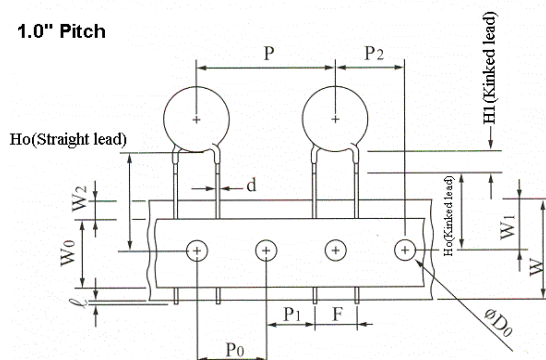 1.0" Pitch
P
P2
H1(Kinked lead)
Ho(Straight lead)
d
W2
W0
Ho(Kinked lead)
W1
W
ℓ
P1
F
øD0
P0